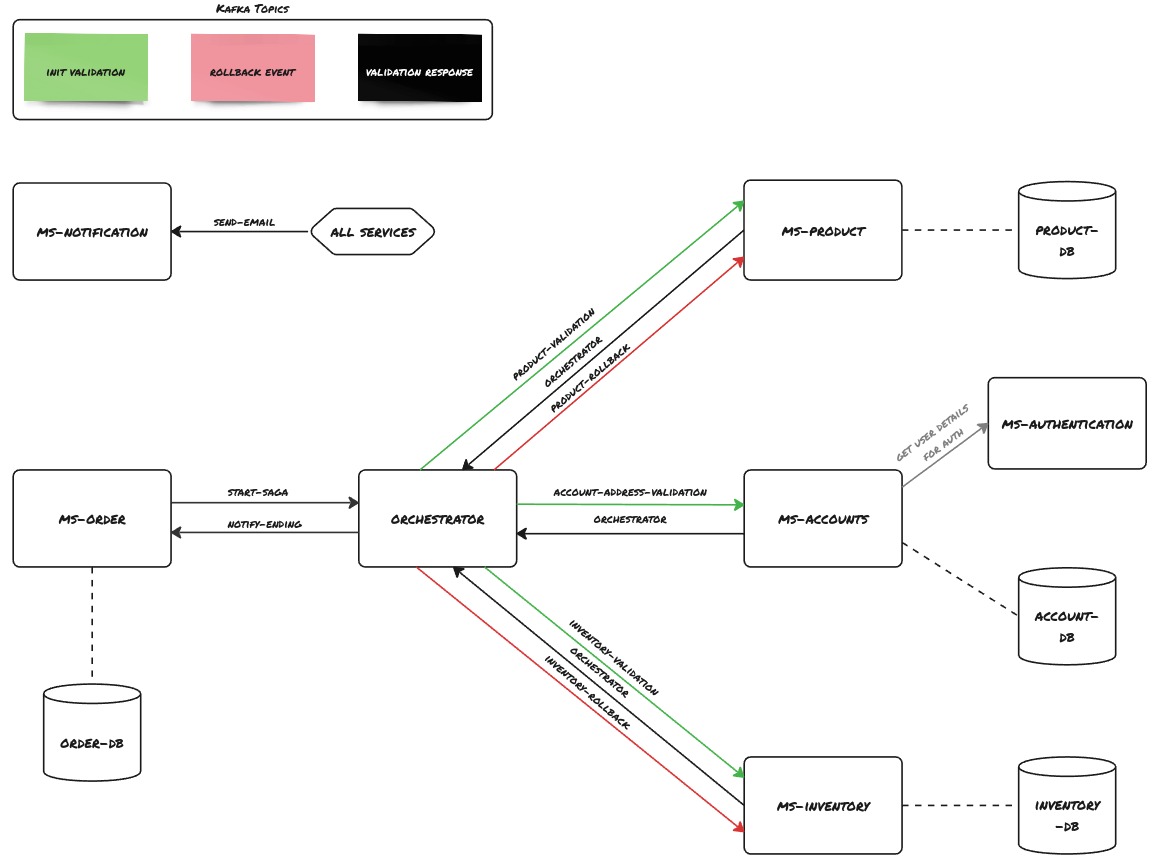 KAFKA TOPICS
INIT VALIDATION
ROLLBACK EVENT
VALIDATION RESPONSE
MS-NOTIFICATION
SEND-EMAIL
ALL SERVICES
MS-PRODUCT
PRODUCT-
DB
PRODUCT-VALIDATION
ORCHESTRATOR
PRODUCT-ROLLBACK
GET USER DETAILS
FOR AUTH
MS-AUTHENTICATION
MS-ORDER
START-SAGA
NOTIFY-ENDING
ORCHESTRATOR
ACCOUNT-ADDRESS-VALIDATION
ORCHESTRATOR
MS-ACCOUNTS
ACCOUNT-
DB
INVENTORY-VALIDATION
ORCHESTRATOR
INVENTORY-ROLLBACK
ORDER-DB
MS-INVENTORY
INVENTORY
-DB